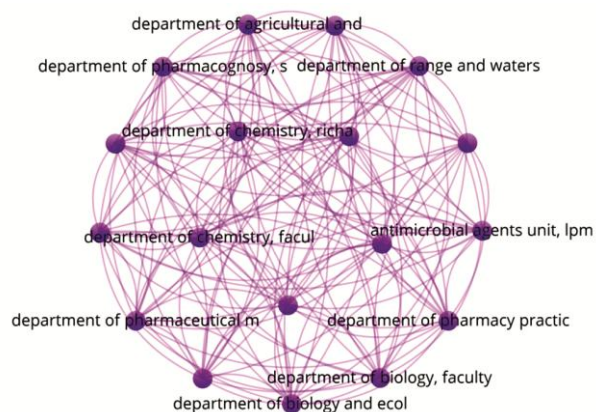 department of agricultural and
department of pharmacognosy, s
department of range and waters
department of chemistry, richa
department of chemistry, facul
antimicrobial agents unit, lpm
department of pharmaceutical m
department of pharmacy practic
department of biology, faculty
department of biology and ecol